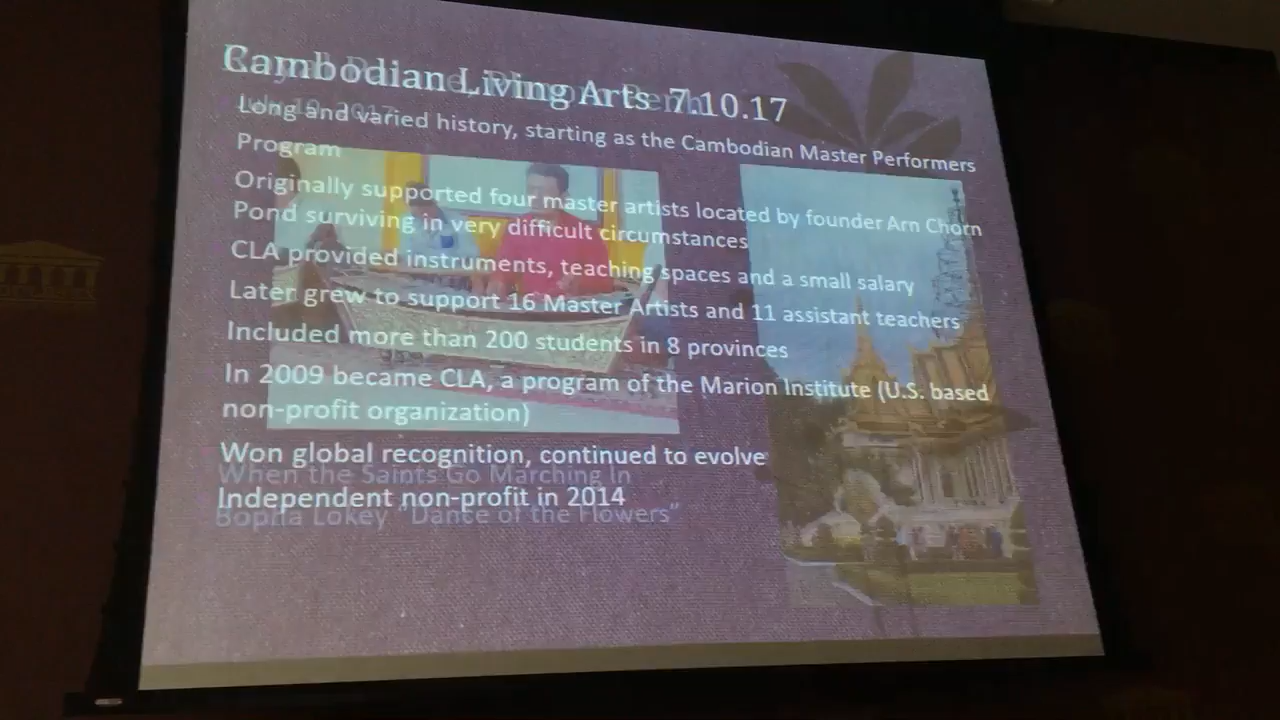 Cambodian Living Arts 7.10.17
Long and varied history, starting as the Cambodian Master Performers
Program
Originally supported four master artists located by founder Arn Chorn
Pond surviving in very difficult circumstances
CLA provided instruments, teaching spaces and a small salary
Later grew to support 16 Master Artists and 11 assistant teachers
Included more than 200 students in 8 provinces
In 2009 became CLA, a program of the Marion Institute (U.S. based
non-profit organization)
Won global recognition, continued to evolve
When the Saints Go Marching In
Independent non-profit in 2014
Bopha Lokey "Dance of the Flowers"